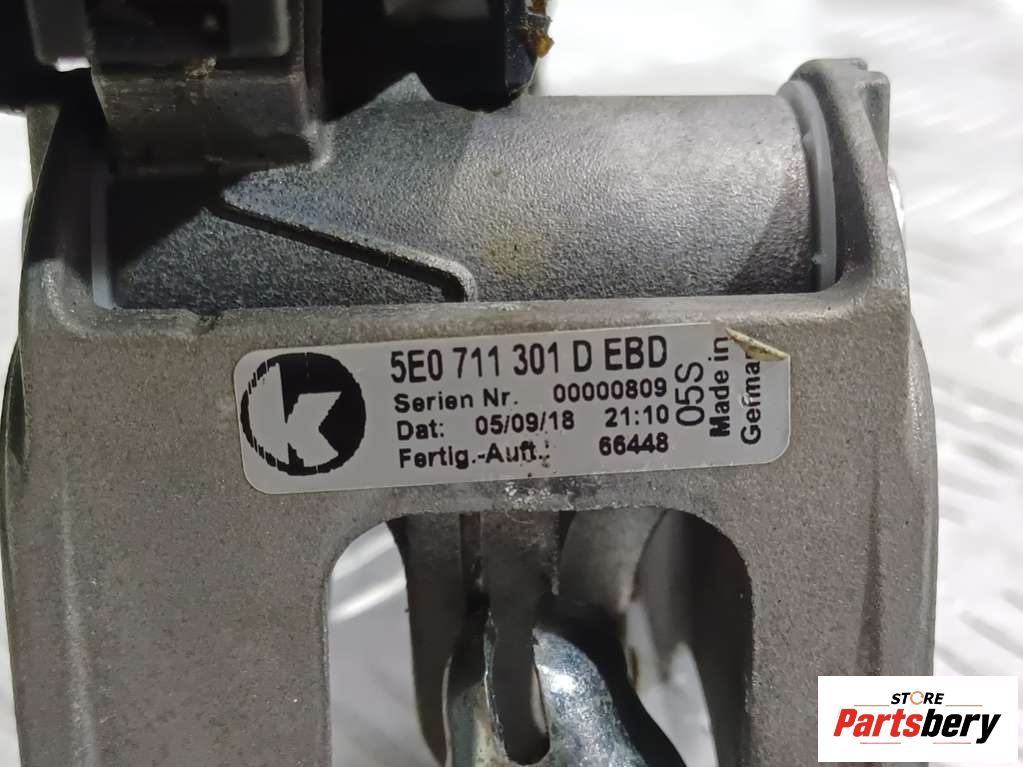 K
5E0 711 301 D EBD
Serien Nr. 00000809
Dat: 05/09/18 21:10
Fertig.-Auft.: 66448
05S
Made in
STORE
Partsbery